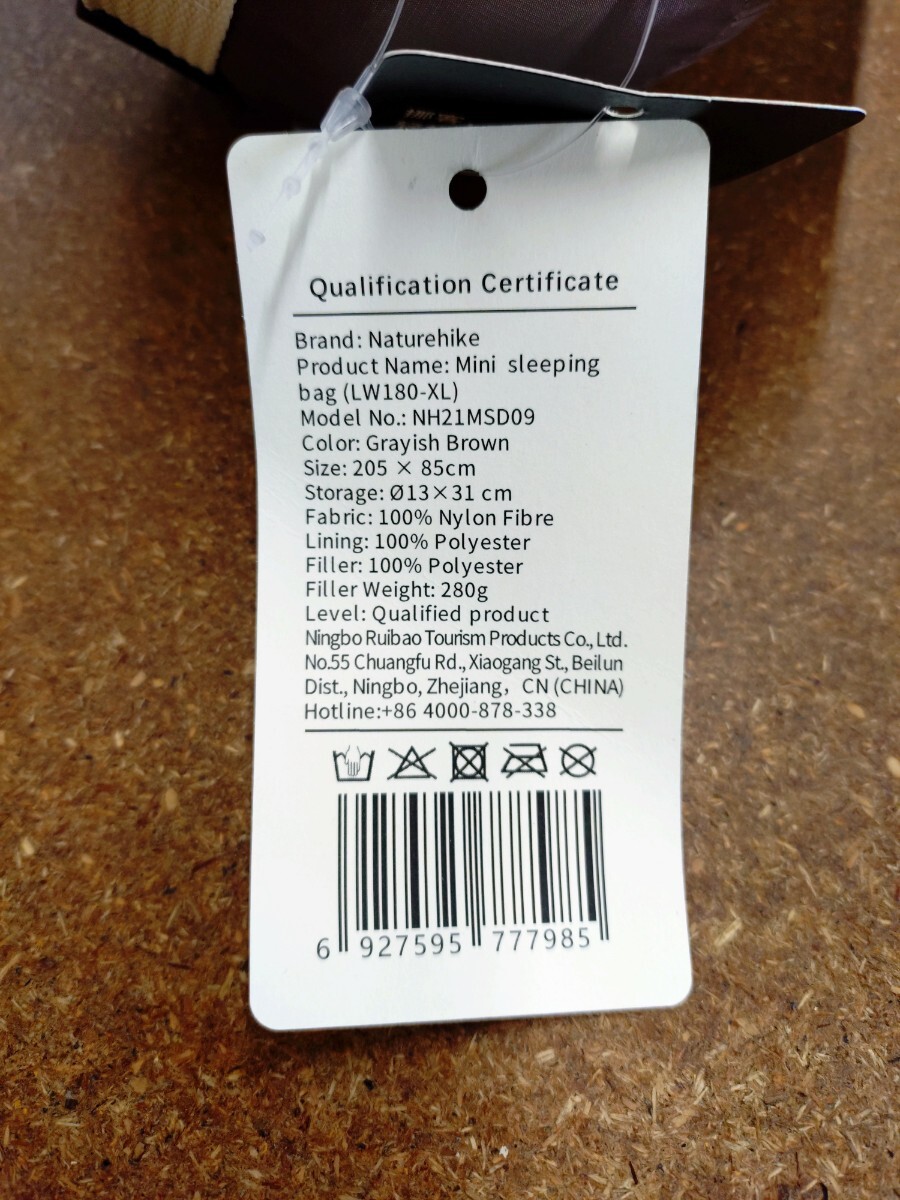 Qualification Certificate
Brand: Naturehike
Product Name: Mini sleeping
bag (LW180-XL)
Model No.: NH21MSD09
Color: Grayish Brown
Size: 205 × 85cm
Storage: Ø13×31 cm
Fabric: 100% Nylon Fibre
Lining: 100% Polyester
Filler: 100% Polyester
Filler Weight: 280g
Level: Qualified product
Ningbo Ruibao Tourism Products Co., Ltd.
No.55 Chuangfu Rd., Xiaogang St., Beilun
Dist., Ningbo, Zhejiang，CN (CHINA)
Hotline:+86 4000-878-338
6 927595 777985